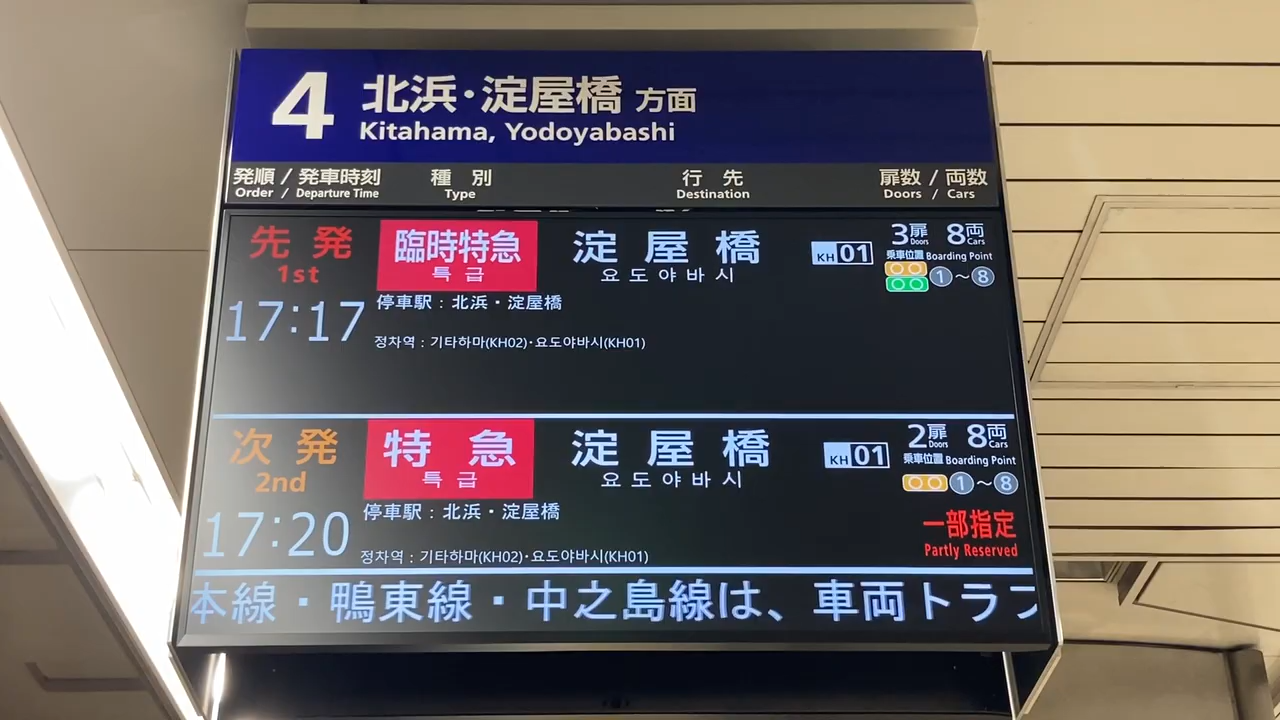 4 北浜・淀屋橋 方面
Kitahama, Yodoyabashi
発順 / 発車時刻 種別 行先 扉数 / 両数
Order / Departure Time Type Destination Doors / Cars
先発 臨時特急 淀屋橋 KH 01 3扉 Doors 8両 Cars
1st 특급 요도야바시 乗車位置 Boarding Point
○○ ○○ ①~⑧
17:17 停車駅:北浜・淀屋橋
정차역 : 기타하마(KH02)·요도야바시(KH01)
次発 特急 淀屋橋 KH 01 2扉 Doors 8両 Cars
2nd 특급 요도야바시 乗車位置 Boarding Point
○○ ①~⑧
17:20 停車駅:北浜・淀屋橋 一部指定
정차역 : 기타하마(KH02)·요도야바시(KH01) Partly Reserved
本線・鴨東線・中之島線は、車両トラブ